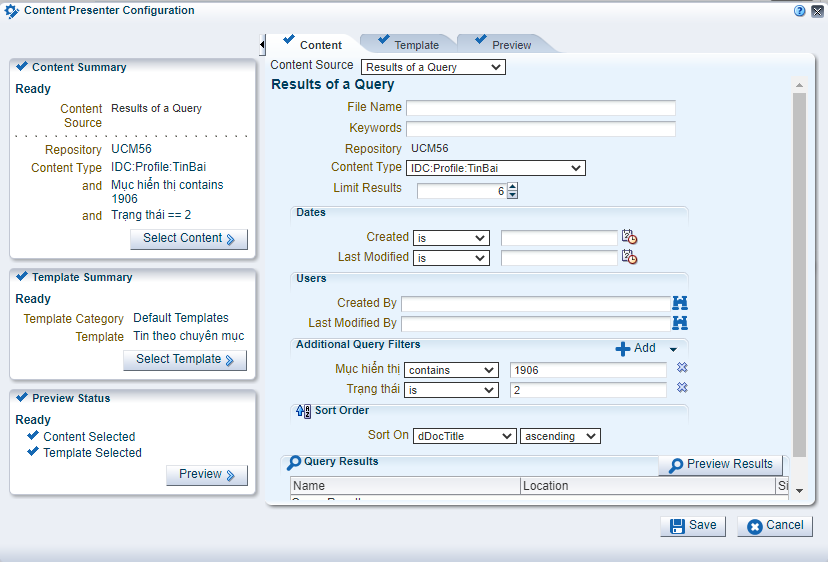 Content Presenter Configuration
Content Template Preview
Content Summary
Ready
Content Source Results of a Query
Repository UCM56
Content Type IDC:Profile:TinBai
and Mục hiển thị contains 1906
and Trạng thái == 2
Select Content
Template Summary
Ready
Template Category Default Templates
Template Tin theo chuyên mục
Select Template
Preview Status
Ready
Content Selected
Template Selected
Preview
Content Source Results of a Query
Results of a Query
File Name
Keywords
Repository UCM56
Content Type IDC:Profile:TinBai
Limit Results 6
Dates
Created is
Last Modified is
Users
Created By
Last Modified By
Additional Query Filters Add
Mục hiển thị contains 1906
Trạng thái is 2
Sort Order
Sort On dDocTitle ascending
Query Results Preview Results
Name Location Si
Save Cancel